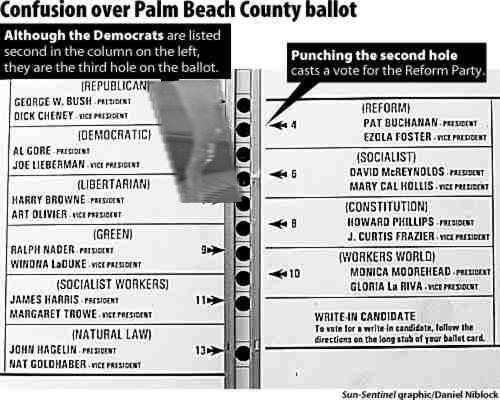 Confusion over Palm Beach County ballot
Although the Democrats are listed
second in the column on the left,
they are the third hole on the ballot.
Punching the second hole
casts a vote for the Reform Party.
(REPUBLICAN)
GEORGE W. BUSH - PRESIDENT
DICK CHENEY - VICE PRESIDENT
(DEMOCRATIC)
AL GORE - PRESIDENT
JOE LIEBERMAN - VICE PRESIDENT
(LIBERTARIAN)
HARRY BROWNE - PRESIDENT
ART OLIVIER - VICE PRESIDENT
(GREEN)
RALPH NADER - PRESIDENT
9
WINONA LaDUKE - VICE PRESIDENT
(SOCIALIST WORKERS)
JAMES HARRIS - PRESIDENT
11
MARGARET TROWE - VICE PRESIDENT
(NATURAL LAW)
JOHN HAGELIN - PRESIDENT
13
NAT GOLDHABER - VICE PRESIDENT
(REFORM)
4
PAT BUCHANAN - PRESIDENT
EZOLA FOSTER - VICE PRESIDENT
(SOCIALIST)
6
DAVID McREYNOLDS - PRESIDENT
MARY CAL HOLLIS - VICE PRESIDENT
(CONSTITUTION)
8
HOWARD PHILLIPS - PRESIDENT
J. CURTIS FRAZIER - VICE PRESIDENT
(WORKERS WORLD)
10
MONICA MOOREHEAD - PRESIDENT
GLORIA La RIVA - VICE PRESIDENT
WRITE-IN CANDIDATE
To vote for a write-in candidate, follow the
directions on the long stub of your ballot card.
Sun-Sentinel graphic/Daniel Niblock